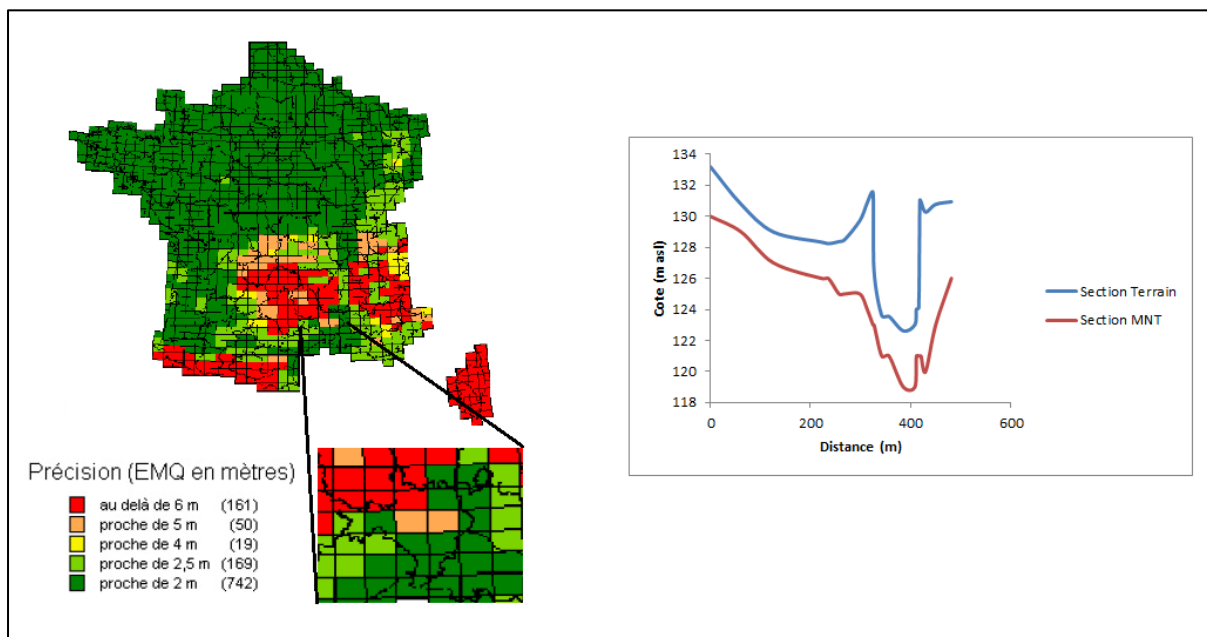 Précision (EMQ en mètres)
au delà de 6 m (161)
proche de 5 m (50)
proche de 4 m (19)
proche de 2,5 m (169)
proche de 2 m (742)
134
132
130
128
126
124
122
120
118
Cote (m asl)
0 200 400 600
Distance (m)
Section Terrain
Section MNT